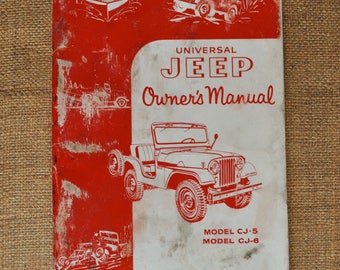 UNIVERSAL
JEEP
Owner's Manual
MODEL CJ-5
MODEL CJ-6